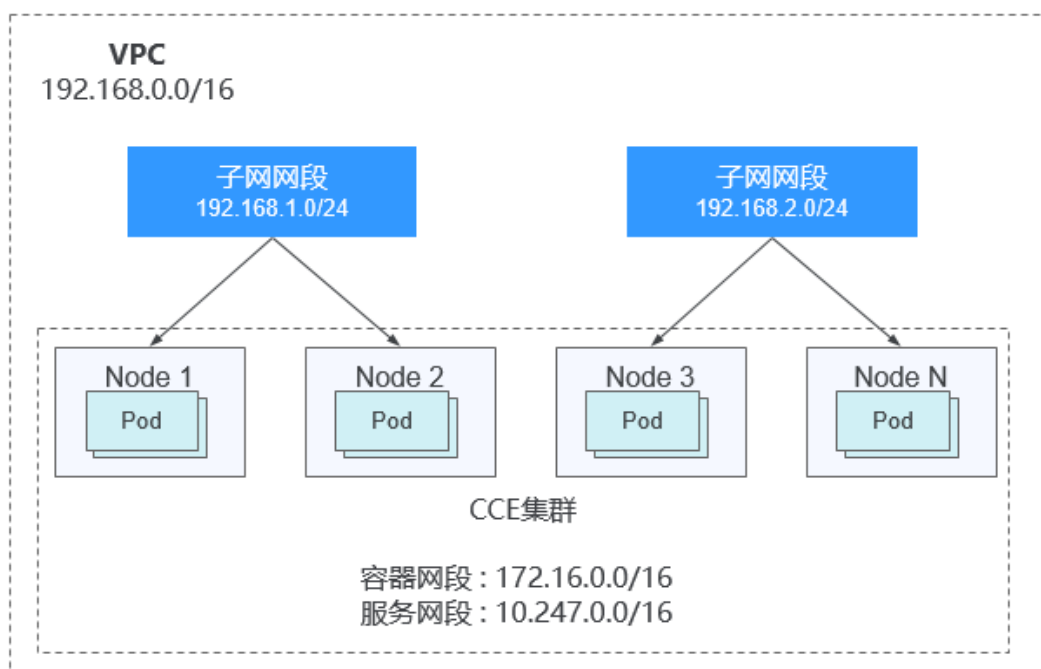 VPC
192.168.0.0/16
子网网段
192.168.1.0/24
子网网段
192.168.2.0/24
Node 1
Pod
Node 2
Pod
Node 3
Pod
Node N
Pod
CCE集群
容器网段 : 172.16.0.0/16
服务网段 : 10.247.0.0/16